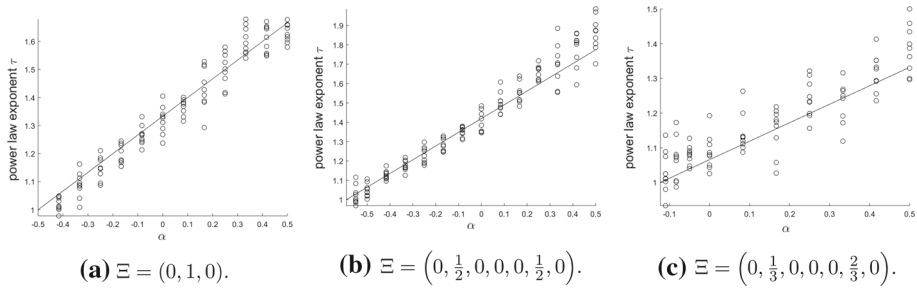 power law exponent τ
1.6
1.5
1.4
1.3
1.2
1.1
1
-0.5 -0.4 -0.3 -0.2 -0.1 0 0.1 0.2 0.3 0.4 0.5
α
(a) Ξ = (0, 1, 0).
power law exponent τ
1.9
1.8
1.7
1.6
1.5
1.4
1.3
1.2
1.1
1
-0.5 -0.4 -0.3 -0.2 -0.1 0 0.1 0.2 0.3 0.4 0.5
α
(b) Ξ = (0, 1/2, 0, 0, 0, 1/2, 0).
power law exponent τ
1.5
1.4
1.3
1.2
1.1
1
-0.1 0 0.1 0.2 0.3 0.4 0.5
α
(c) Ξ = (0, 1/3, 0, 0, 0, 2/3, 0).